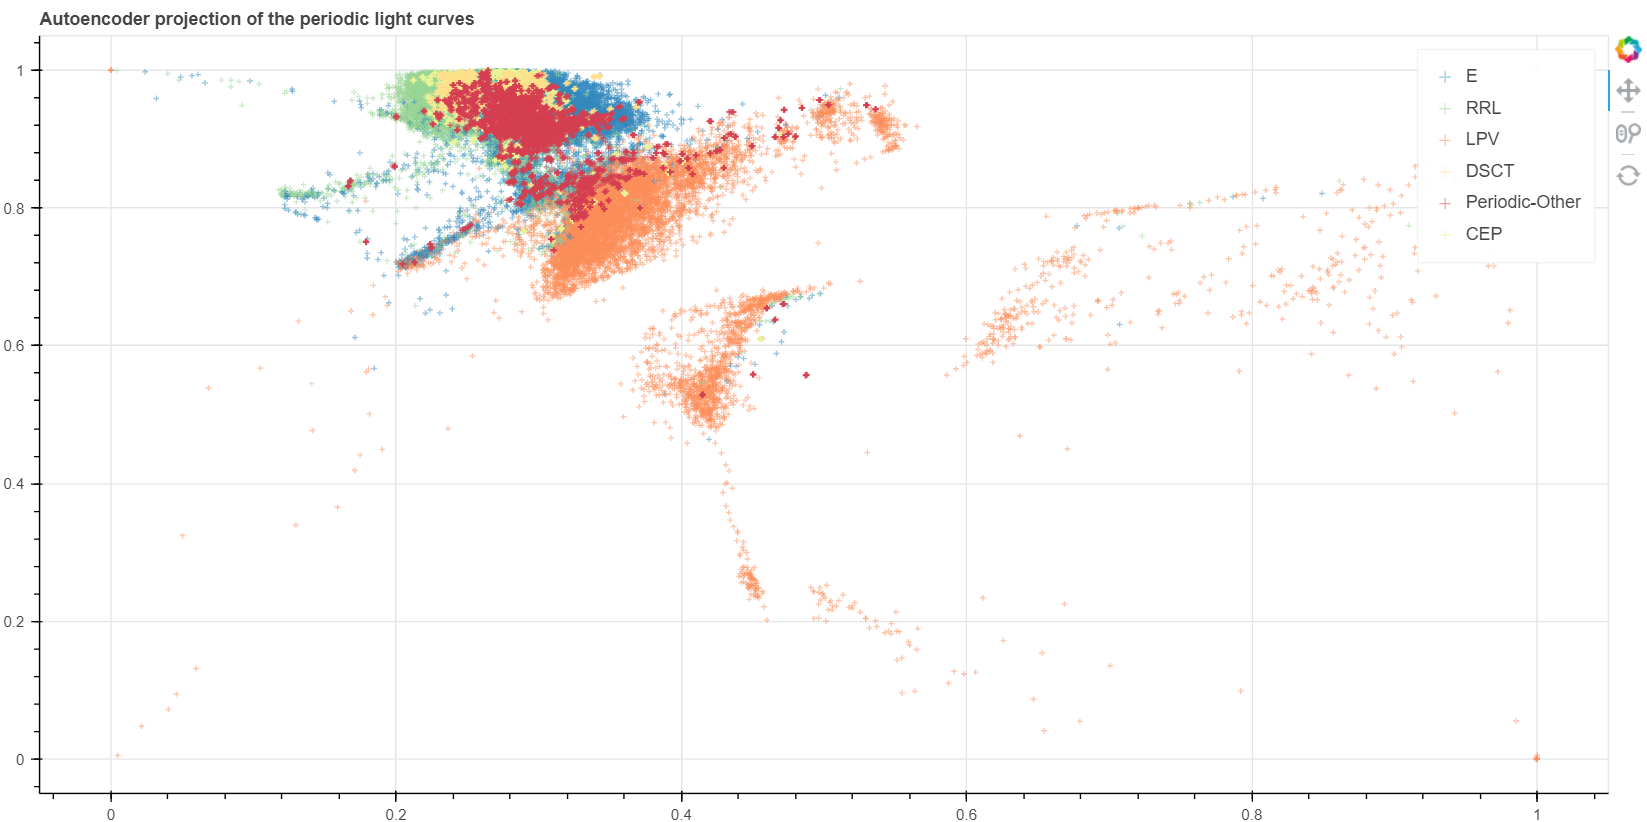 Autoencoder projection of the periodic light curves
1
0.8
0.6
0.4
0.2
0
0
0.2
0.4
0.6
0.8
1
E
RRL
LPV
DSCT
Periodic-Other
CEP